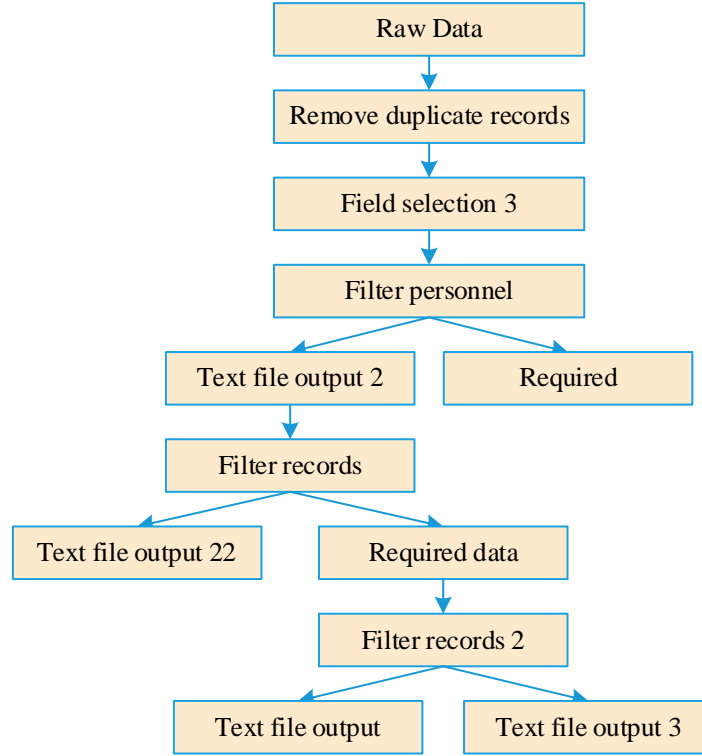 Raw Data
Remove duplicate records
Field selection 3
Filter personnel
Text file output 2
Required
Filter records
Text file output 22
Required data
Filter records 2
Text file output
Text file output 3